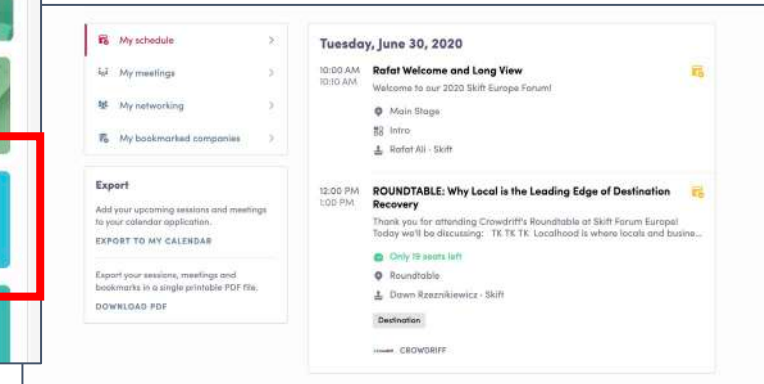 My schedule
My meetings
My networking
My bookmarked companies
Export
Add your upcoming sessions and meetings
to your calendar application.
EXPORT TO MY CALENDAR
Export your sessions, meetings and
bookmarks in a single printable PDF file.
DOWNLOAD PDF
Tuesday, June 30, 2020
10:00 AM
10:10 AM
Rafat Welcome and Long View
Welcome to our 2020 Skift Europe Forum!
Main Stage
Intro
Rafat Ali - Skift
12:00 PM
1:00 PM
ROUNDTABLE: Why Local is the Leading Edge of Destination
Recovery
Thank you for attending Crowdriff's Roundtable at Skift Forum Europe!
Today we'll be discussing: TK TK TK Localhood is where locals and busine...
Only 19 seats left
Roundtable
Dawn Rzeznikiewicz - Skift
Destination
CROWDRIFF